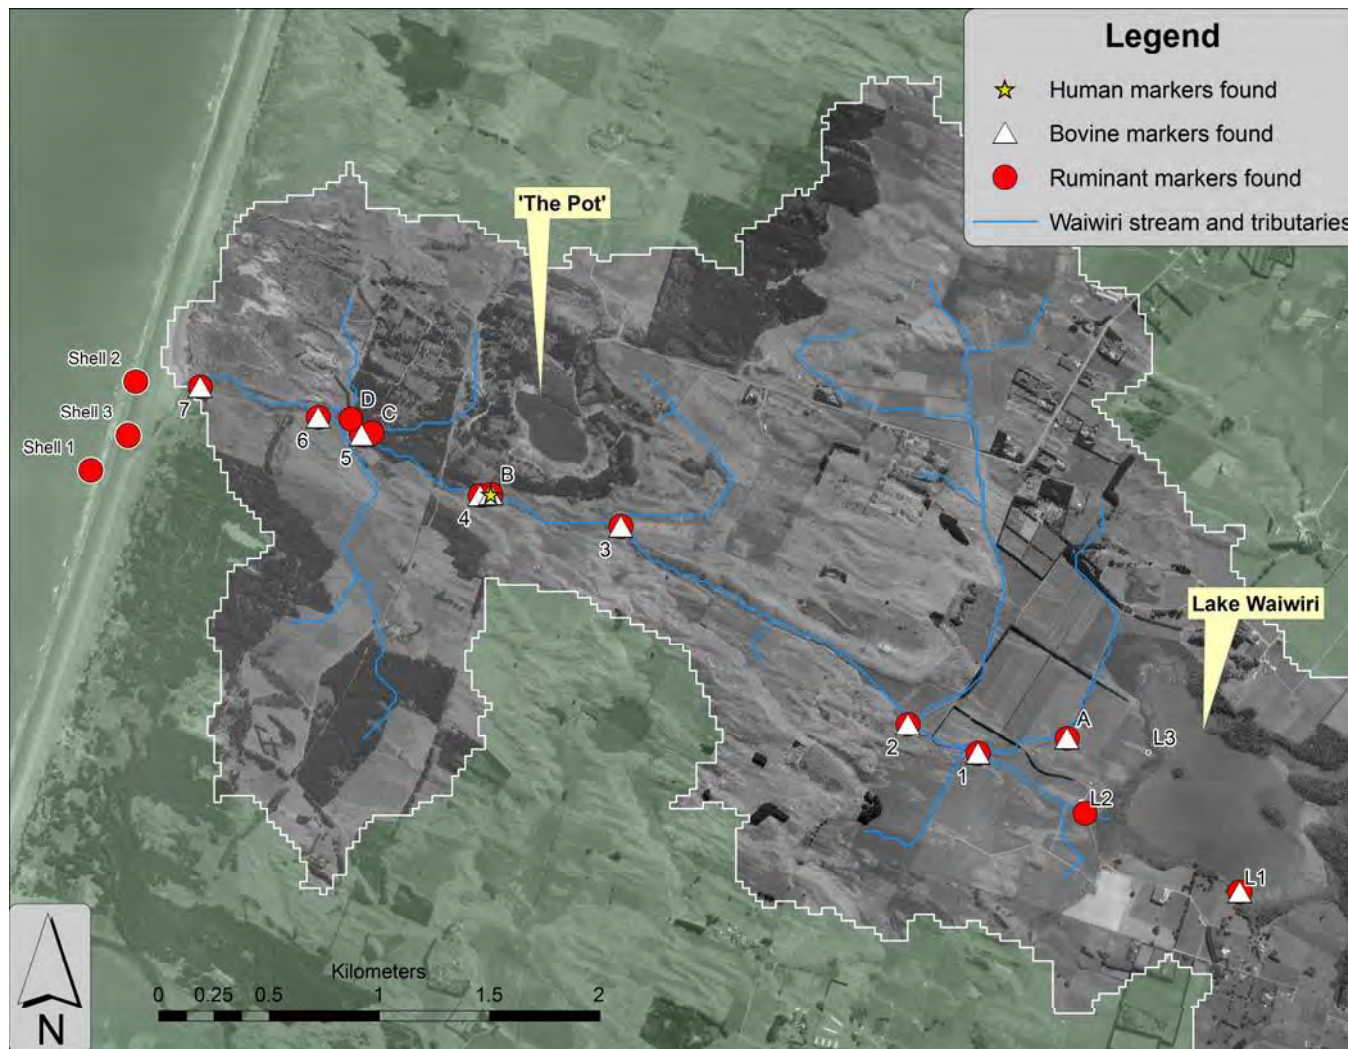 Legend
Human markers found
Bovine markers found
Ruminant markers found
Waiwiri stream and tributaries
'The Pot'
Shell 2
7
Shell 3
Shell 1
6
D
C
5
B
4
3
Lake Waiwiri
A
2
1
L3
L2
L1
Kilometers
0 0.25 0.5 1 1.5 2
N